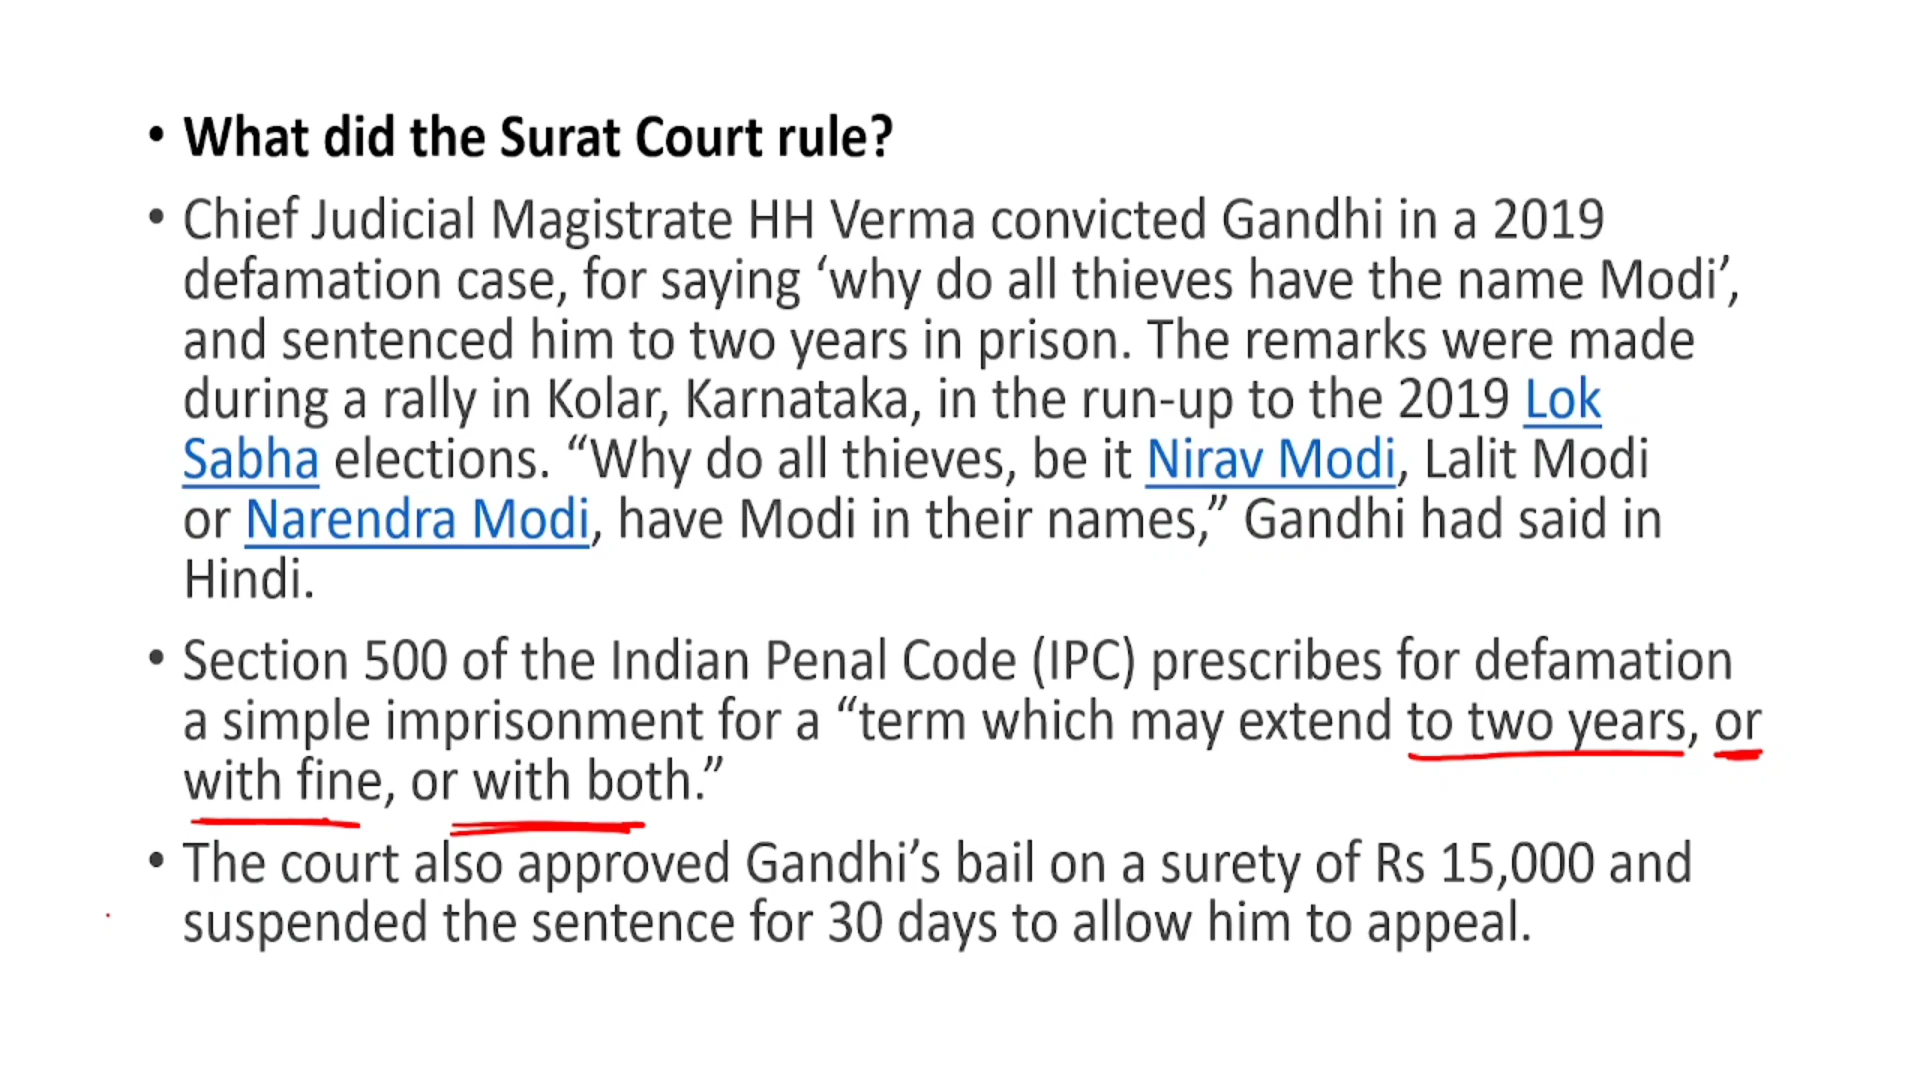 • What did the Surat Court rule?
• Chief Judicial Magistrate HH Verma convicted Gandhi in a 2019
defamation case, for saying ‘why do all thieves have the name Modi’,
and sentenced him to two years in prison. The remarks were made
during a rally in Kolar, Karnataka, in the run-up to the 2019 Lok
Sabha elections. “Why do all thieves, be it Nirav Modi, Lalit Modi
or Narendra Modi, have Modi in their names,” Gandhi had said in
Hindi.
• Section 500 of the Indian Penal Code (IPC) prescribes for defamation
a simple imprisonment for a “term which may extend to two years, or
with fine, or with both.”
• The court also approved Gandhi’s bail on a surety of Rs 15,000 and
suspended the sentence for 30 days to allow him to appeal.